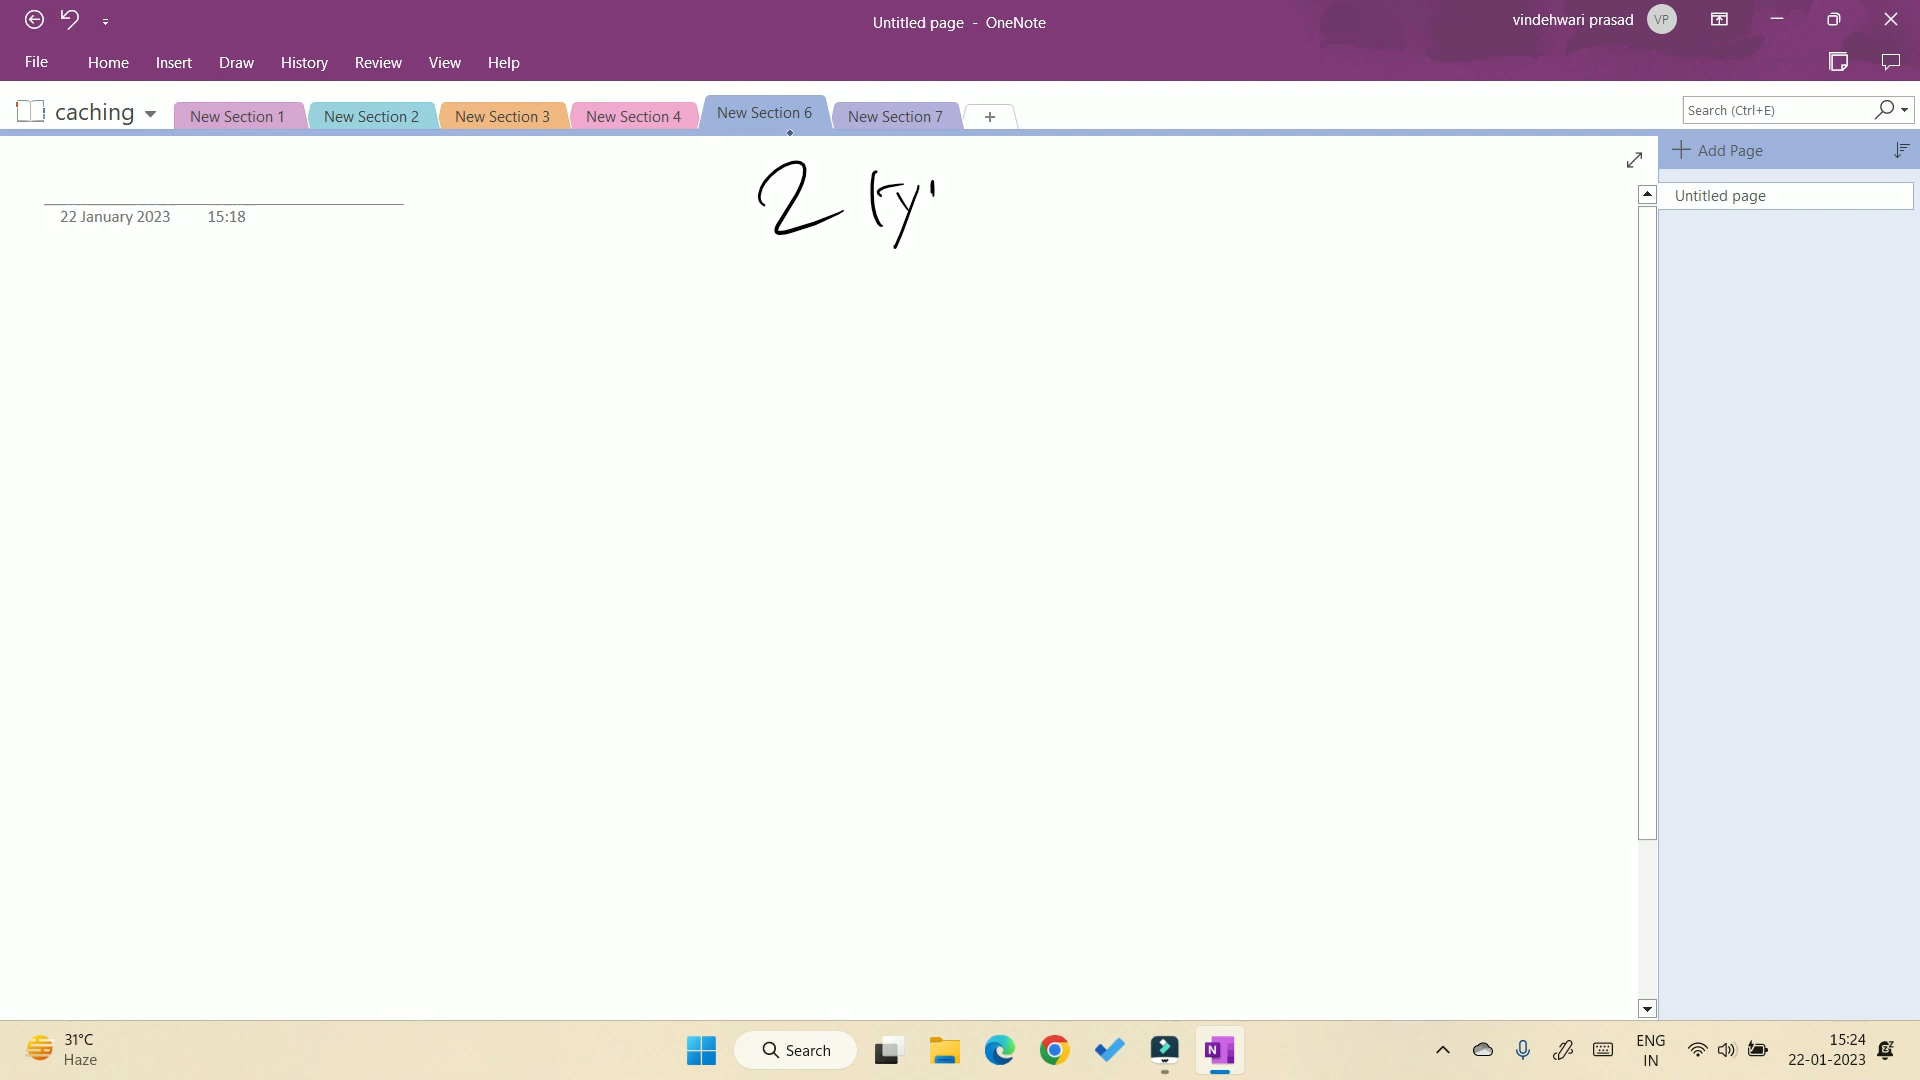 Untitled page - OneNote
vindehwari prasad
VP
File
Home
Insert
Draw
History
Review
View
Help
caching
New Section 1
New Section 2
New Section 3
New Section 4
New Section 6
New Section 7
+
Search (Ctrl+E)
Add Page
Untitled page
22 January 2023
15:18
2
31°C
Haze
Search
N
ENG
IN
15:24
22-01-2023